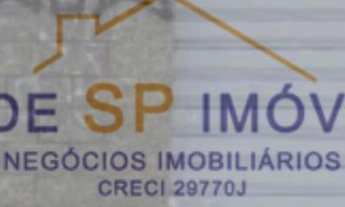 DE SP IMÓV
NEGÓCIOS IMOBILIÁRIOS
CRECI 29770J